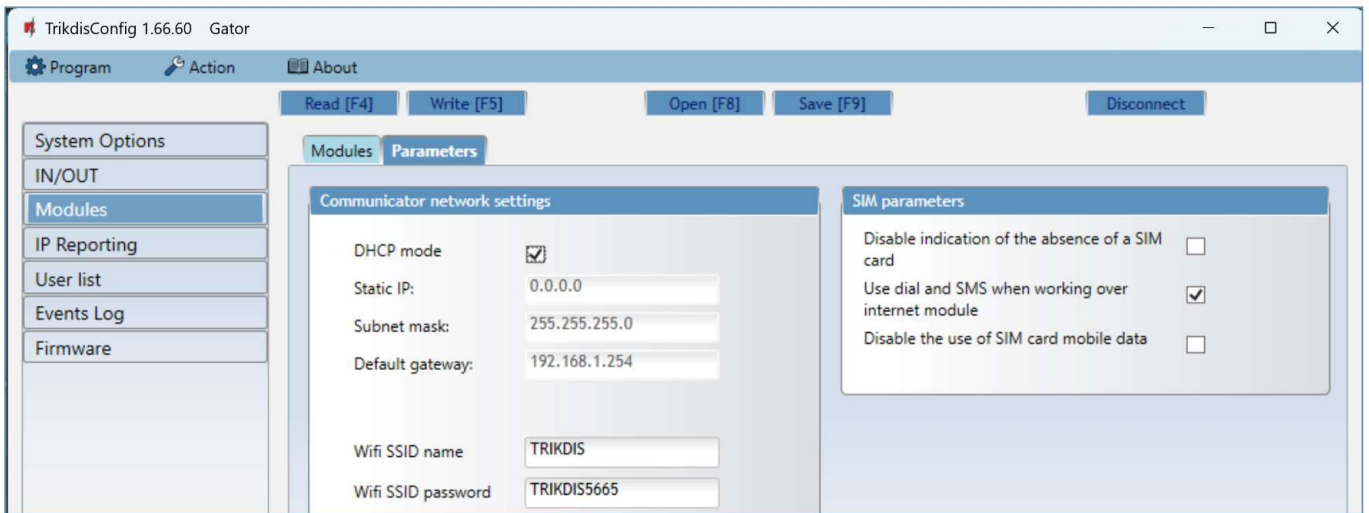 TrikdisConfig 1.66.60 Gator
Program Action About
Read [F4] Write [F5] Open [F8] Save [F9] Disconnect
System Options
IN/OUT
Modules
IP Reporting
User list
Events Log
Firmware
Modules Parameters
Communicator network settings
DHCP mode
Static IP: 0.0.0.0
Subnet mask: 255.255.255.0
Default gateway: 192.168.1.254
Wifi SSID name TRIKDIS
Wifi SSID password TRIKDIS5665
SIM parameters
Disable indication of the absence of a SIM
card
Use dial and SMS when working over
internet module
Disable the use of SIM card mobile data